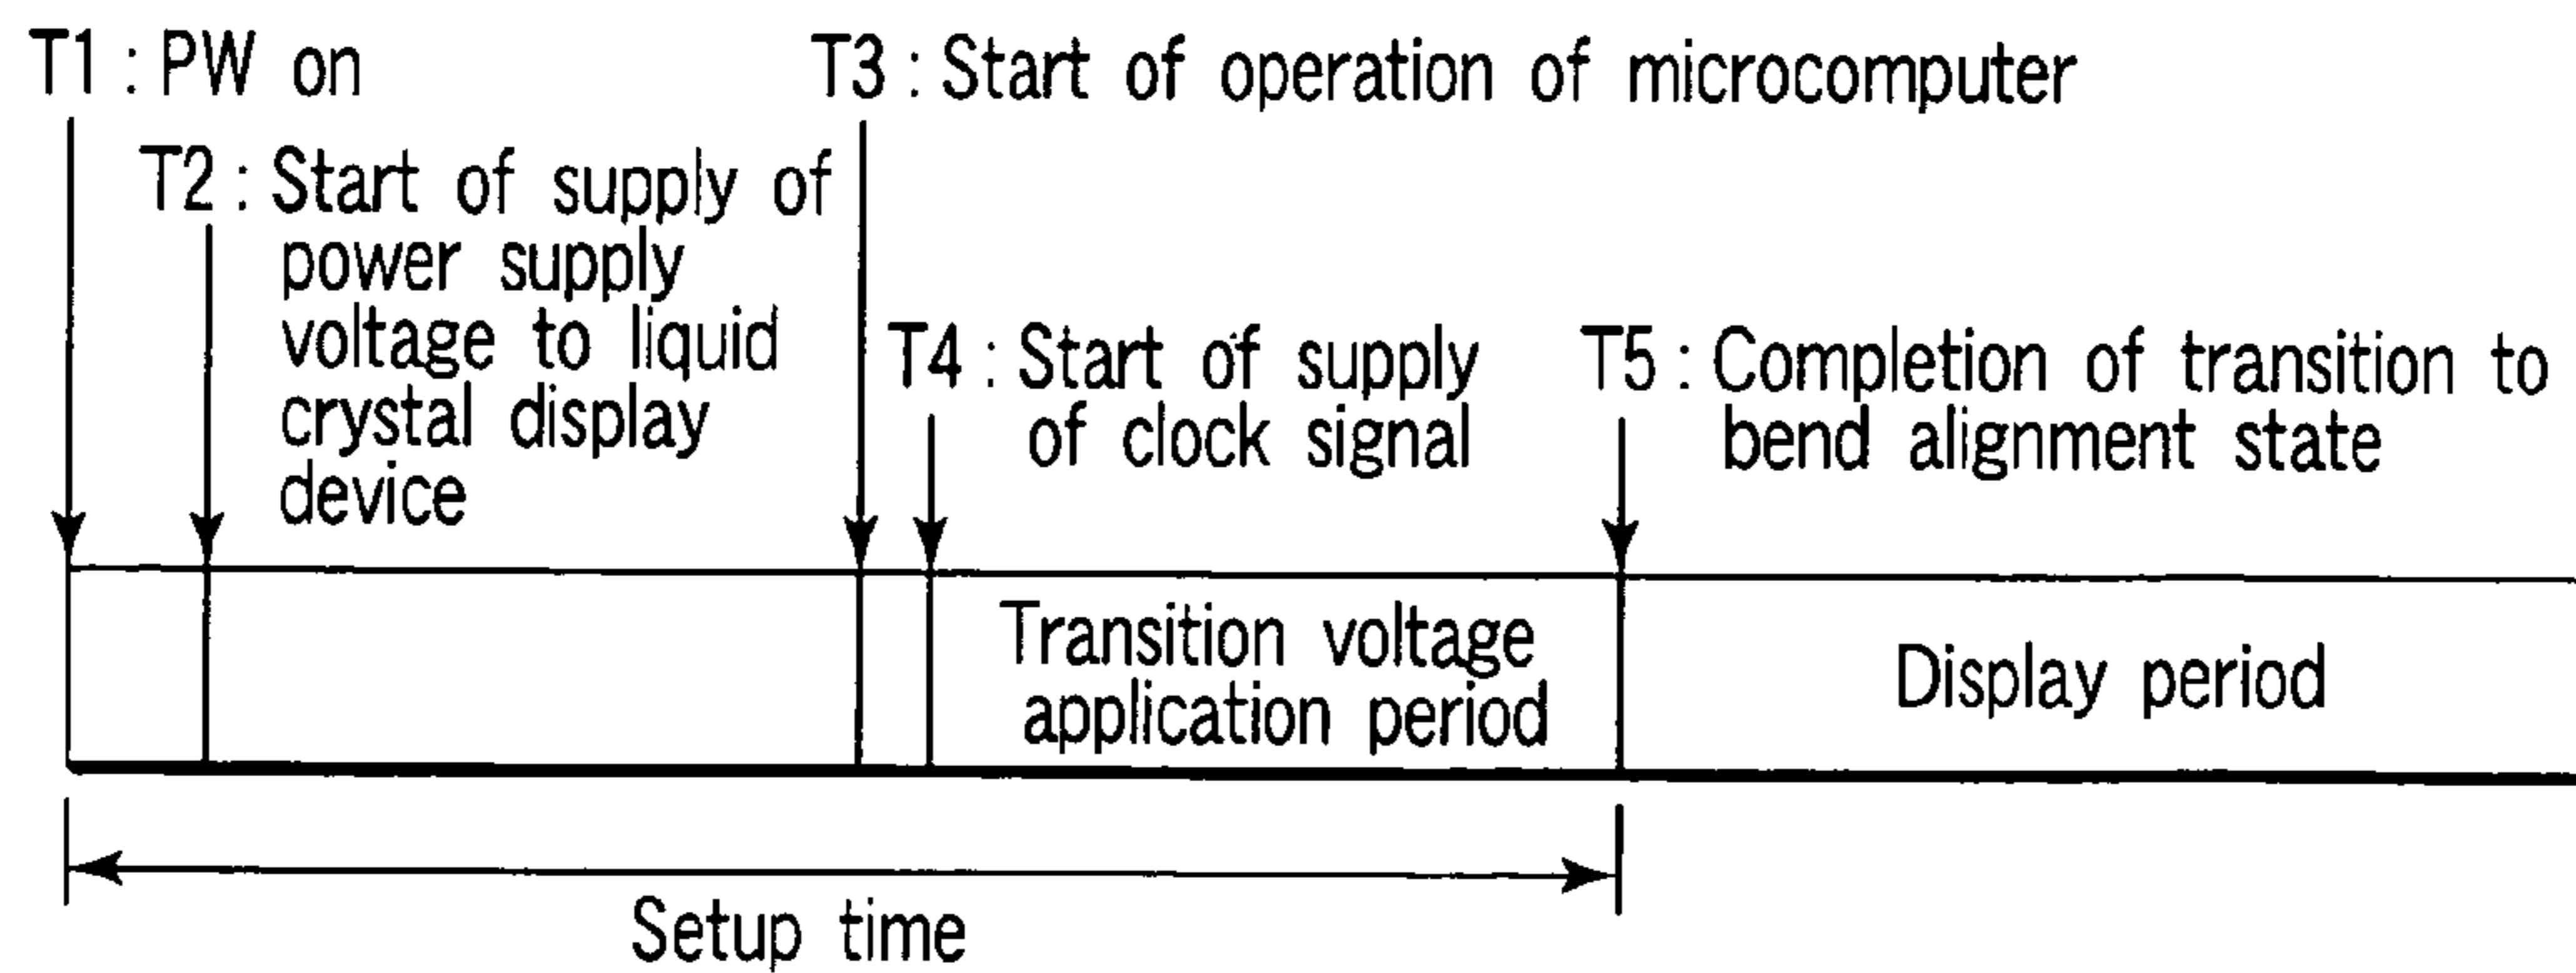 T1 : PW on
T3 : Start of operation of microcomputer
T2 : Start of supply of
power supply
voltage to liquid
crystal display
device
T4 : Start of supply
of clock signal
T5 : Completion of transition to
bend alignment state
Transition voltage
application period
Display period
Setup time